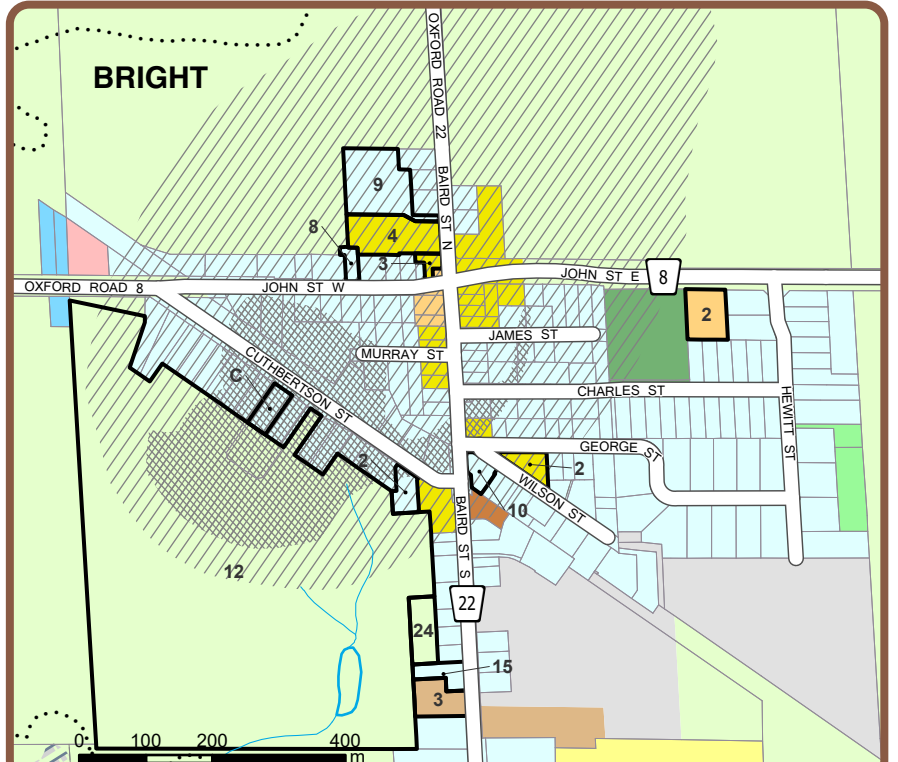 BRIGHT
OXFORD ROAD 22
BAIRD ST N
9
8
4
3
JOHN ST E
8
OXFORD ROAD 8
JOHN ST W
2
JAMES ST
MURRAY ST
CUTHBERTSON ST
C
CHARLES ST
HEWITT ST
GEORGE ST
2
2
WILSON ST
10
BAIRD ST S
12
22
24
15
3
0 100 200 400
m